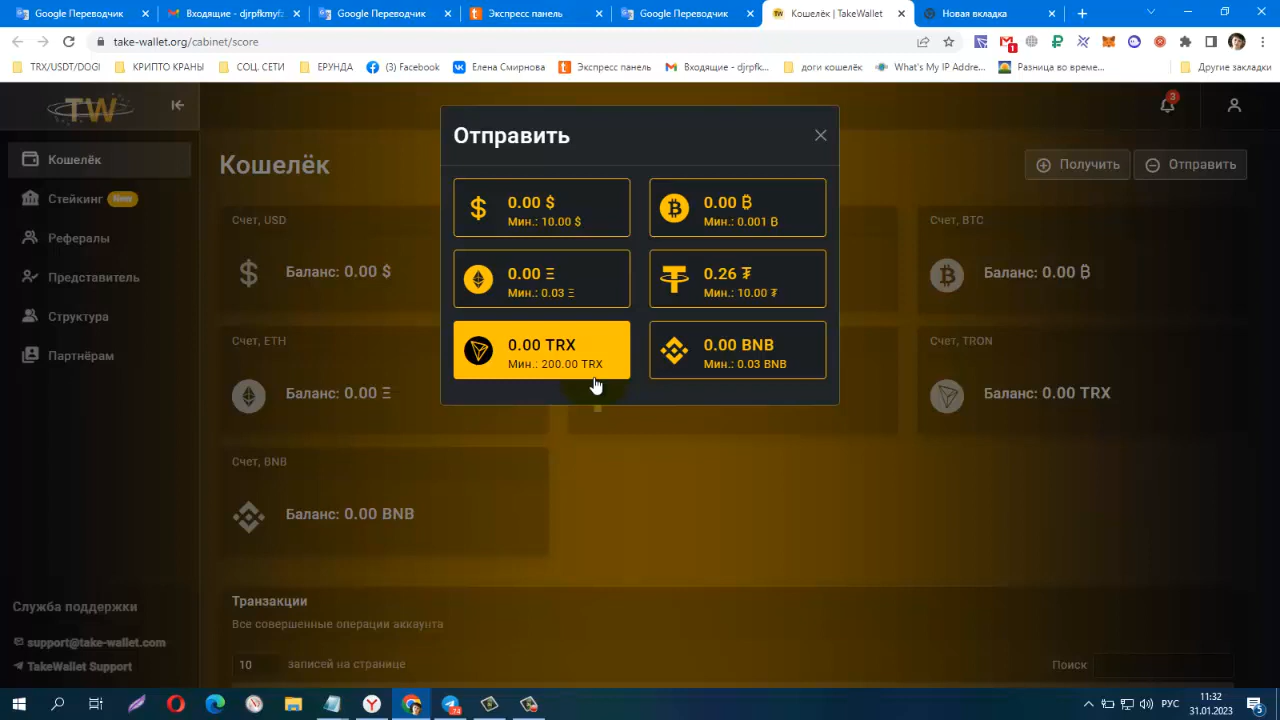 Google Переводчик
Входящие - djrpfkmyf
Google Переводчик
Экспресс панель
Google Переводчик
Кошелёк | TakeWallet
Новая вкладка
take-wallet.org/cabinet/score
TRX/USDT/DOGI
КРИПТО КРАНЫ
СОЦ. СЕТИ
ЕРУНДА
(3) Facebook
Елена Смирнова
Экспресс панель
Входящие - djrpfk...
доги кошелёк
What's My IP Addre...
Разница во време...
Другие закладки
TW
3
Отправить
Кошелёк
Кошелёк
Получить
Отправить
Стейкинг New
Рефералы
Представитель
Структура
Партнёрам
0.00 $
Мин.: 10.00 $
0.00 ₿
Мин.: 0.001 ₿
0.00 Ξ
Мин.: 0.03 Ξ
0.26 ₮
Мин.: 10.00 ₮
0.00 TRX
Мин.: 200.00 TRX
0.00 BNB
Мин.: 0.03 BNB
Счет, USD
Баланс: 0.00 $
Счет, BTC
Баланс: 0.00 ₿
Счет, ETH
Баланс: 0.00 Ξ
Счет, TRON
Баланс: 0.00 TRX
Счет, BNB
Баланс: 0.00 BNB
Транзакции
Все совершенные операции аккаунта
10 записей на странице
Поиск
Служба поддержки
support@take-wallet.com
TakeWallet Support
74
РУС
11:32
31.01.2023
5